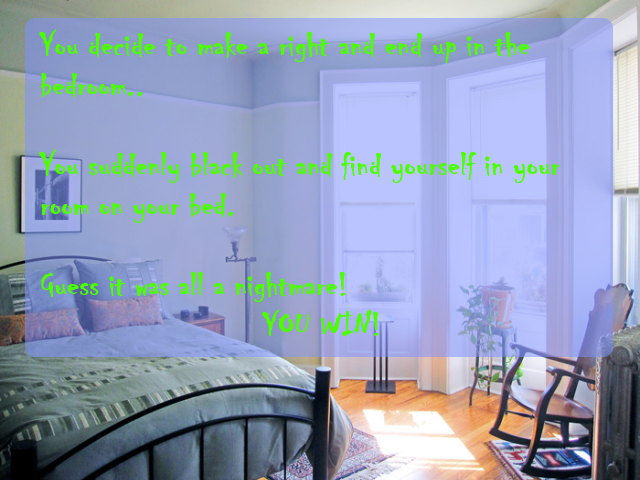 You decide to make a right and end up in the
bedroom..
You suddenly black out and find yourself in your
room on your bed.
Guess it was all a nightmare!
YOU WIN!